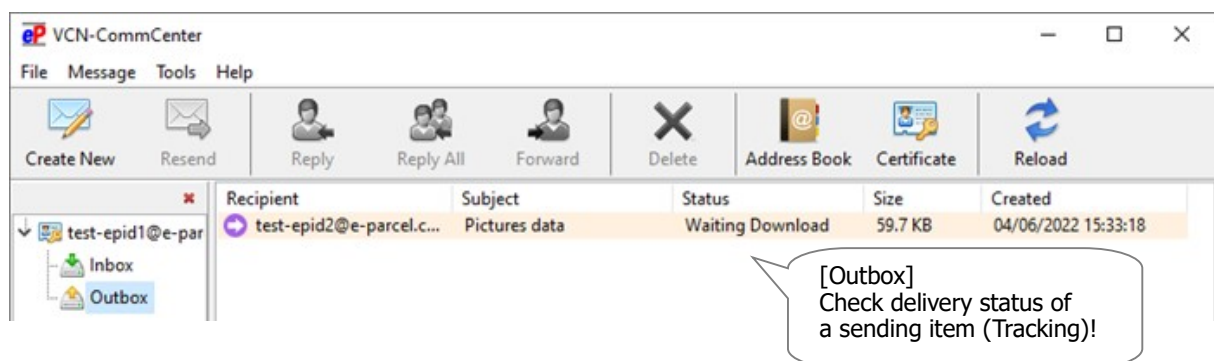 eP VCN-CommCenter
File Message Tools Help
Create New Resend Reply Reply All Forward Delete Address Book Certificate Reload
Recipient Subject Status Size Created
test-epid1@e-par
test-epid2@e-parcel.c... Pictures data Waiting Download 59.7 KB 04/06/2022 15:33:18
Inbox
Outbox
[Outbox]
Check delivery status of
a sending item (Tracking)!